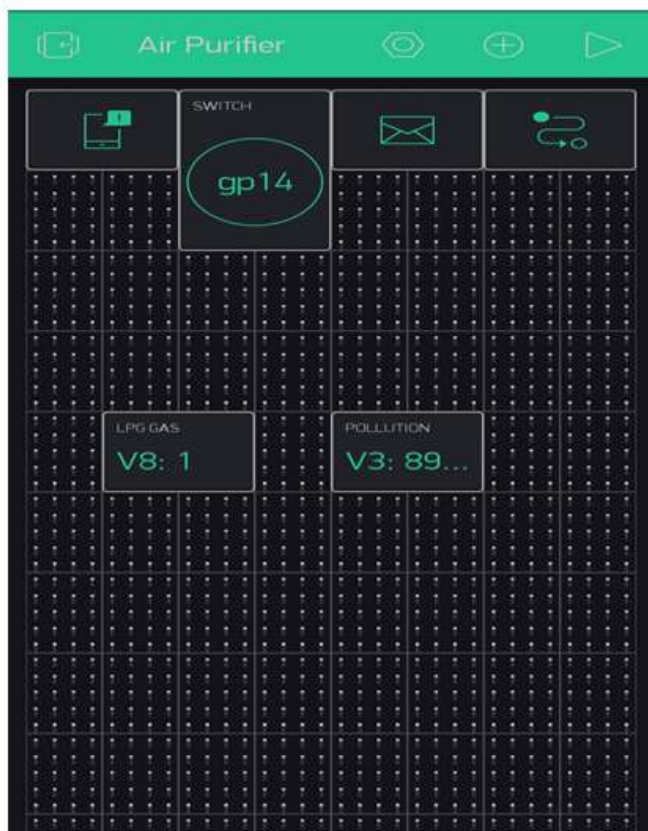 Air Purifier
SWITCH
gp14
LPG GAS
V8: 1
POLLUTION
V3: 89...